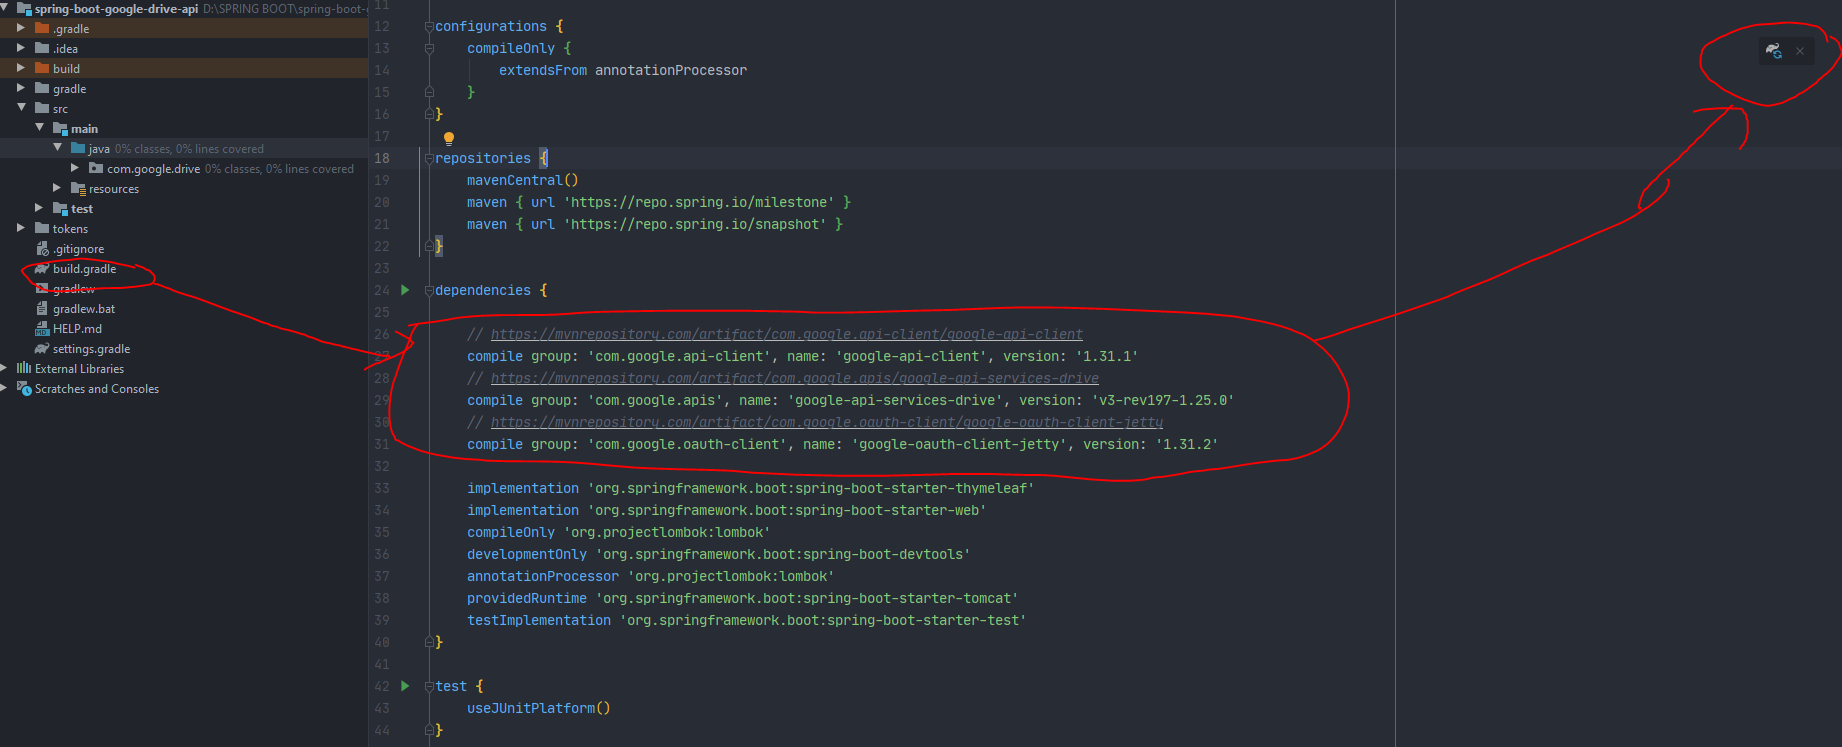 spring-boot-google-drive-api D:\SPRING BOOT\spring-boot-
.gradle
.idea
build
gradle
src
main
java 0% classes, 0% lines covered
com.google.drive 0% classes, 0% lines covered
resources
test
tokens
.gitignore
build.gradle
gradlew
gradlew.bat
HELP.md
settings.gradle
External Libraries
Scratches and Consoles
11
12 configurations {
13 compileOnly {
14 extendsFrom annotationProcessor
15 }
16 }
17
18 repositories {
19 mavenCentral()
20 maven { url 'https://repo.spring.io/milestone' }
21 maven { url 'https://repo.spring.io/snapshot' }
22 }
23
24 dependencies {
25
26 // https://mvnrepository.com/artifact/com.google.api-client/google-api-client
27 compile group: 'com.google.api-client', name: 'google-api-client', version: '1.31.1'
28 // https://mvnrepository.com/artifact/com.google.apis/google-api-services-drive
29 compile group: 'com.google.apis', name: 'google-api-services-drive', version: 'v3-rev197-1.25.0'
30 // https://mvnrepository.com/artifact/com.google.oauth-client/google-oauth-client-jetty
31 compile group: 'com.google.oauth-client', name: 'google-oauth-client-jetty', version: '1.31.2'
32
33 implementation 'org.springframework.boot:spring-boot-starter-thymeleaf'
34 implementation 'org.springframework.boot:spring-boot-starter-web'
35 compileOnly 'org.projectlombok:lombok'
36 developmentOnly 'org.springframework.boot:spring-boot-devtools'
37 annotationProcessor 'org.projectlombok:lombok'
38 providedRuntime 'org.springframework.boot:spring-boot-starter-tomcat'
39 testImplementation 'org.springframework.boot:spring-boot-starter-test'
40 }
41
42 test {
43 useJUnitPlatform()
44 }